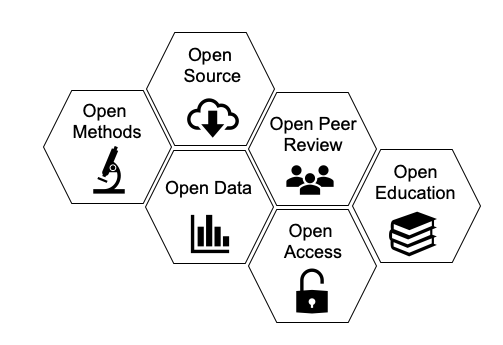 Open
Source
Open
Methods
Open Peer
Review
Open Data
Open
Education
Open
Access